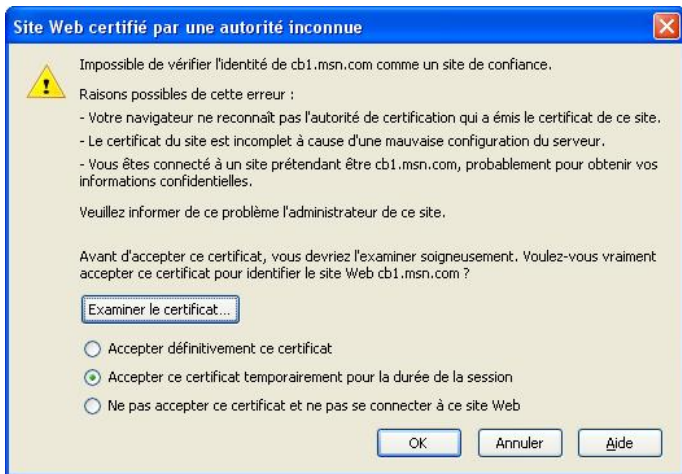 Site Web certifié par une autorité inconnue
Impossible de vérifier l'identité de cb1.msn.com comme un site de confiance.
Raisons possibles de cette erreur :
- Votre navigateur ne reconnaît pas l'autorité de certification qui a émis le certificat de ce site.
- Le certificat du site est incomplet à cause d'une mauvaise configuration du serveur.
- Vous êtes connecté à un site prétendant être cb1.msn.com, probablement pour obtenir vos
informations confidentielles.
Veuillez informer de ce problème l'administrateur de ce site.
Avant d'accepter ce certificat, vous devriez l'examiner soigneusement. Voulez-vous vraiment
accepter ce certificat pour identifier le site Web cb1.msn.com ?
Examiner le certificat...
Accepter définitivement ce certificat
Accepter ce certificat temporairement pour la durée de la session
Ne pas accepter ce certificat et ne pas se connecter à ce site Web
OK Annuler Aide